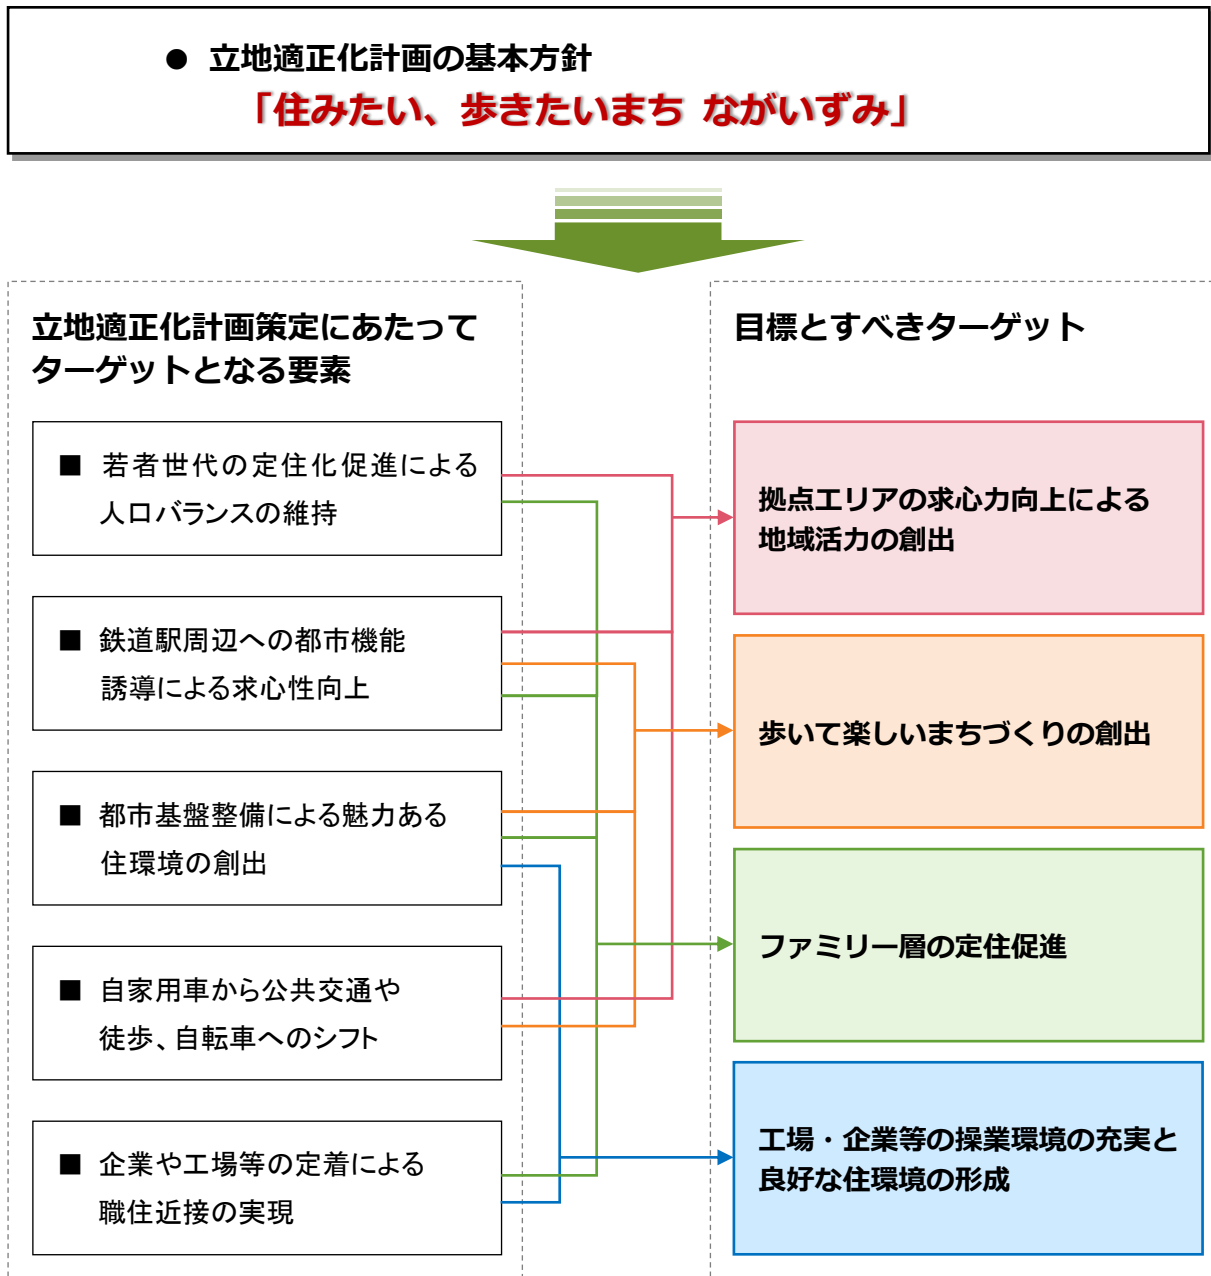 ● 立地適正化計画の基本方針
「住みたい、歩きたいまち ながいずみ」
立地適正化計画策定にあたって
ターゲットとなる要素
■ 若者世代の定住化促進による
人口バランスの維持
■ 鉄道駅周辺への都市機能
誘導による求心性向上
■ 都市基盤整備による魅力ある
住環境の創出
■ 自家用車から公共交通や
徒歩、自転車へのシフト
■ 企業や工場等の定着による
職住近接の実現
目標とすべきターゲット
拠点エリアの求心力向上による
地域活力の創出
歩いて楽しいまちづくりの創出
ファミリー層の定住促進
工場・企業等の操業環境の充実と
良好な住環境の形成